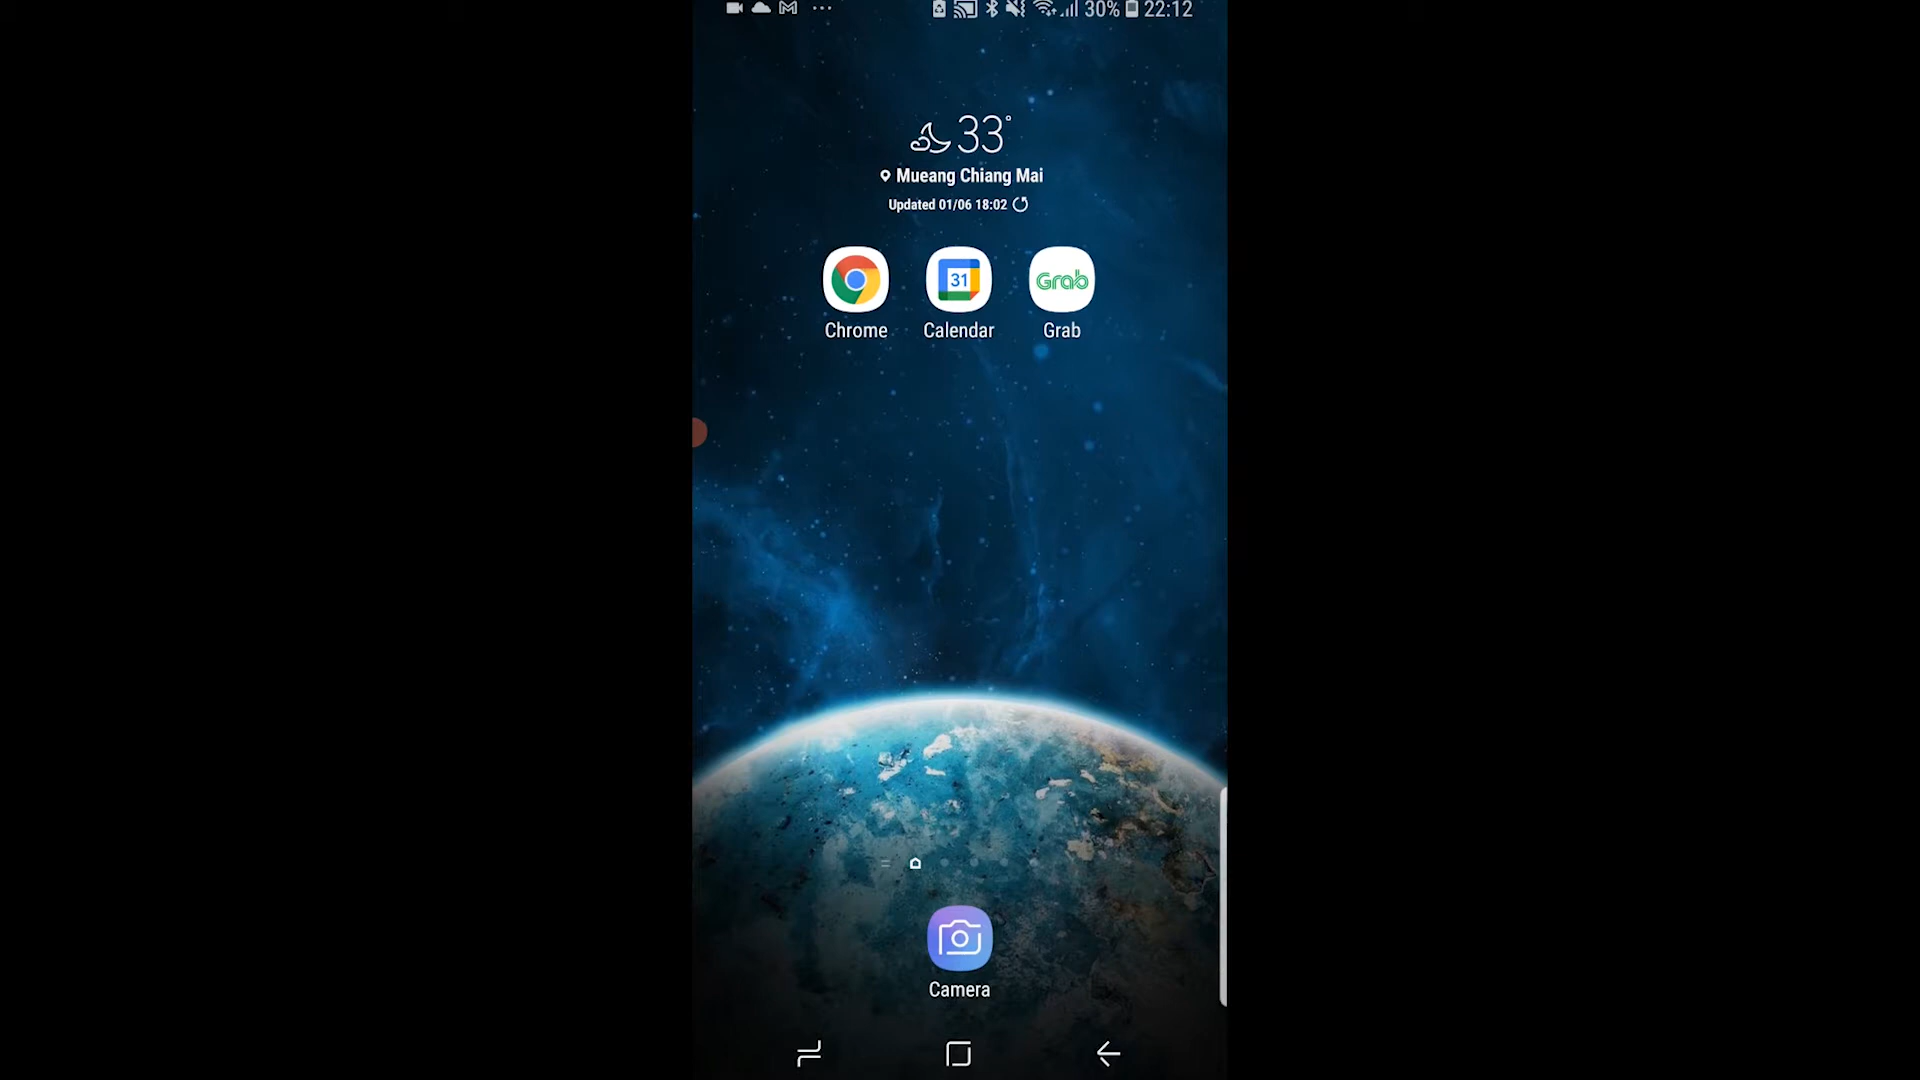 30% 22:12
33°
Mueang Chiang Mai
Updated 01/06 18:02
31 Grab
Chrome Calendar Grab
Camera